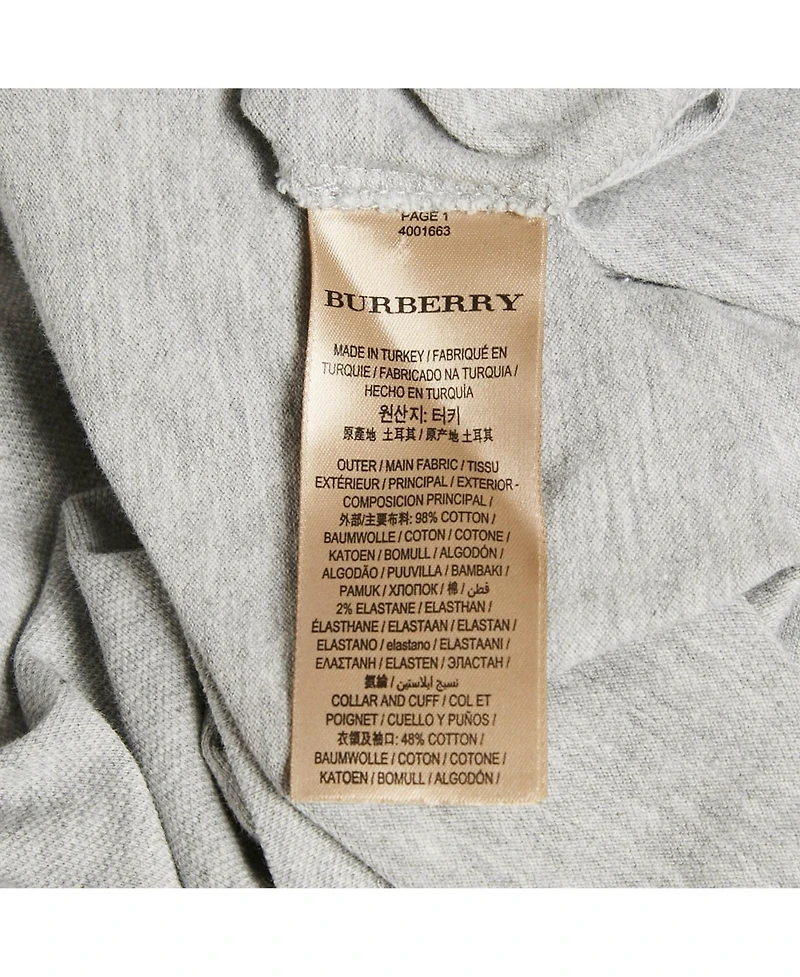 PAGE 1
4001663
BURBERRY
MADE IN TURKEY / FABRIQUÉ EN
TURQUIE / FABRICADO NA TURQUIA /
HECHO EN TURQUÍA
원산지: 터키
原產地 土耳其 / 原产地 土耳其
OUTER / MAIN FABRIC / TISSU
EXTÉRIEUR / PRINCIPAL / EXTERIOR -
COMPOSICION PRINCIPAL /
外部/主要布料: 98% COTTON /
BAUMWOLLE / COTON / COTONE /
KATOEN / BOMULL / ALGODÓN /
ALGODÃO / PUUVILLA / BAMBAKI /
PAMUK / ХЛОПОК / 棉 / قطن /
2% ELASTANE / ELASTHAN /
ÉLASTHANE / ELASTAAN / ELASTAN /
ELASTANO / elastano / ELASTAANI /
ΕΛΑΣΤΑΝΗ / ELASTEN / ЭЛАСТАН /
氨綸 / نسيج ايلاستين /
COLLAR AND CUFF / COL ET
POIGNET / CUELLO Y PUÑOS /
衣領及袖口: 48% COTTON /
BAUMWOLLE / COTON / COTONE /
KATOEN / BOMULL / ALGODÓN /